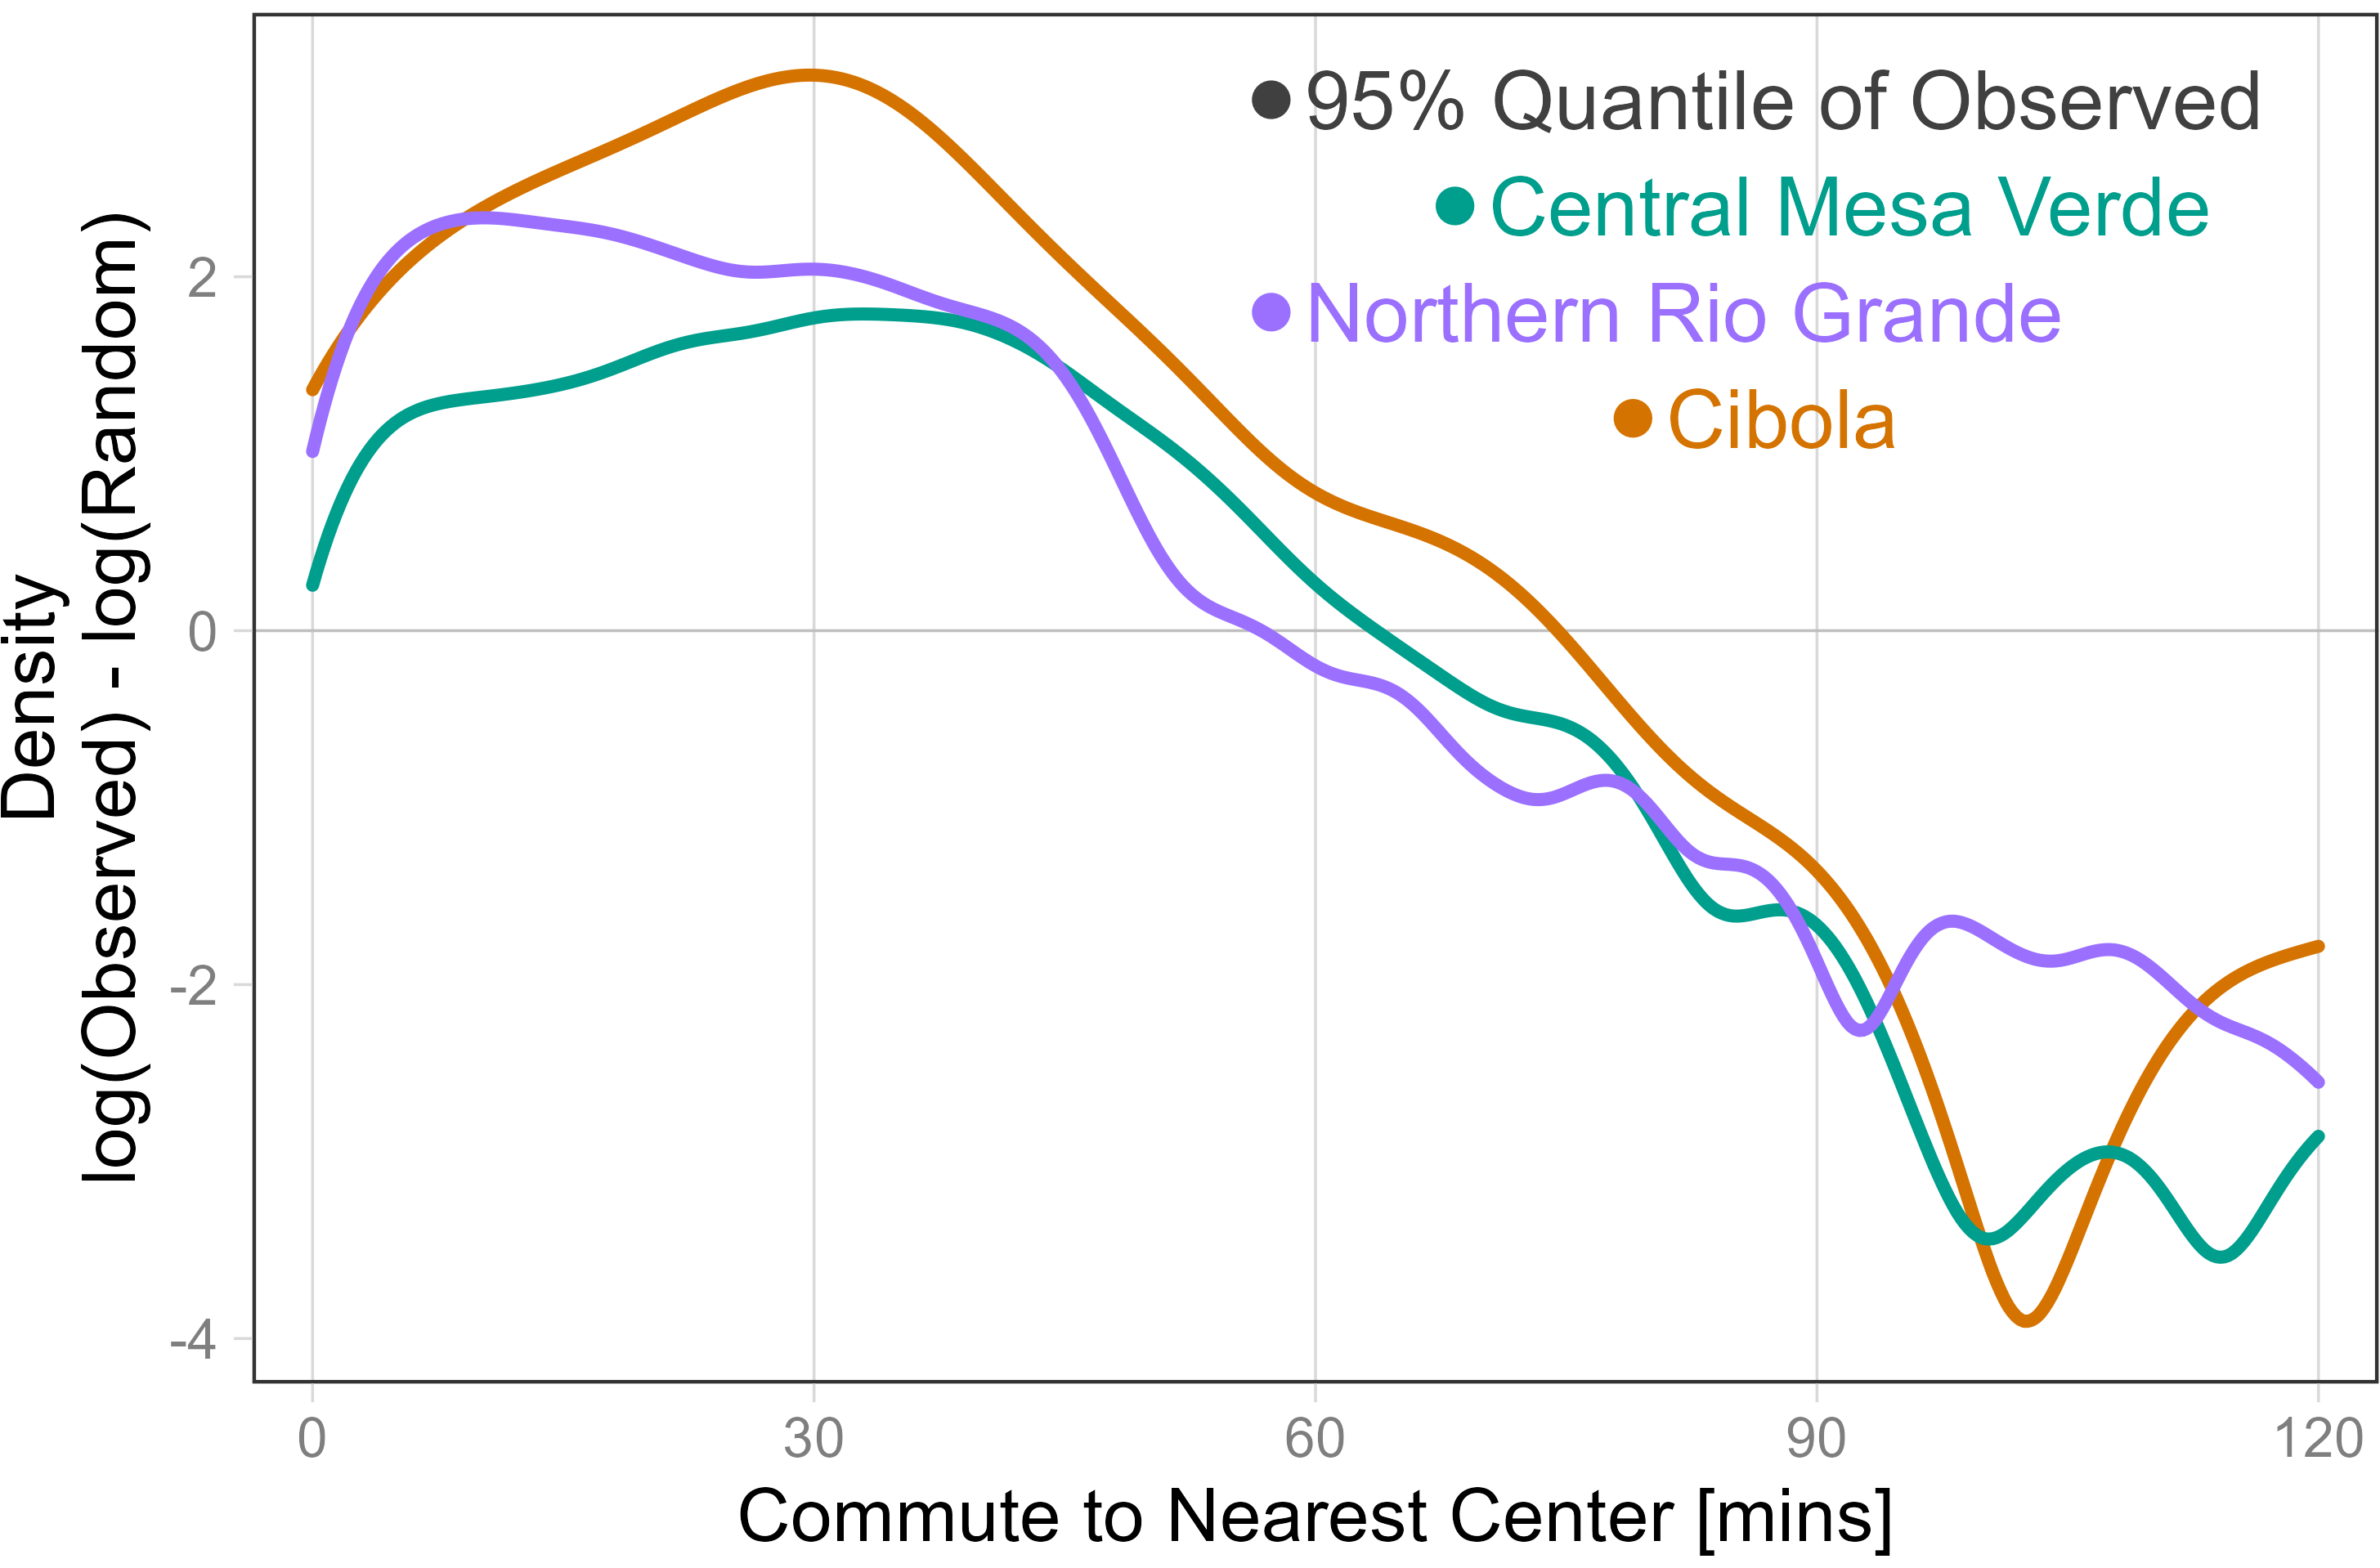 95% Quantile of Observed
Central Mesa Verde
Northern Rio Grande
Cibola
Density
log(Observed) - log(Random)
2
0
-2
-4
0 30 60 90 120
Commute to Nearest Center [mins]